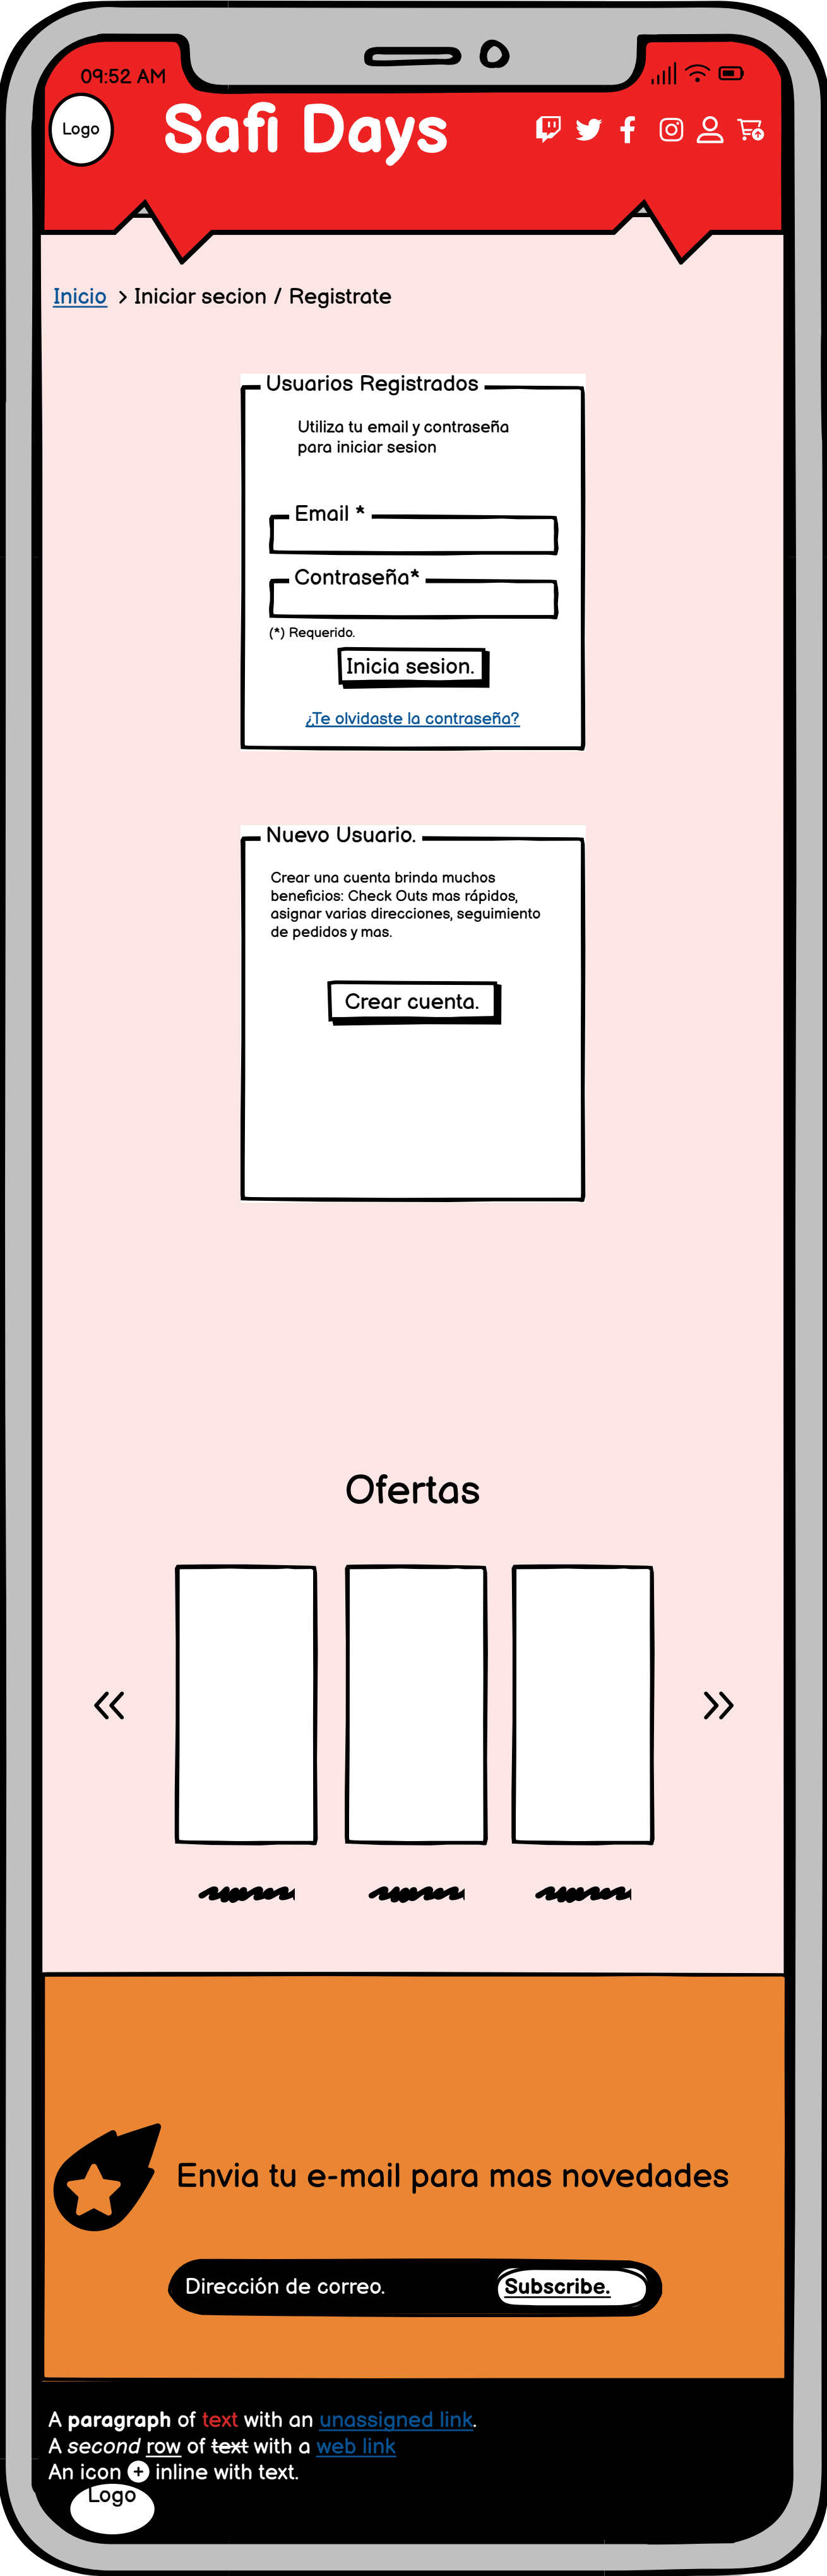 09:52 AM
Logo
Safi Days
Inicio > Iniciar secion / Registrate
Usuarios Registrados
Utiliza tu email y contraseña
para iniciar sesion
Email *
Contraseña*
(*) Requerido.
Inicia sesion.
¿Te olvidaste la contraseña?
Nuevo Usuario.
Crear una cuenta brinda muchos
beneficios: Check Outs mas rápidos,
asignar varias direcciones, seguimiento
de pedidos y mas.
Crear cuenta.
Ofertas
Envia tu e-mail para mas novedades
Dirección de correo.
Subscribe.
A paragraph of text with an unassigned link.
A second row of text with a web link
An icon inline with text.
Logo